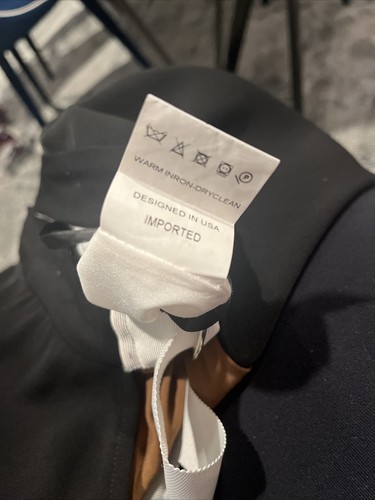 WARM INRON-DRYCLEAN
DESIGNED IN USA
IMPORTED